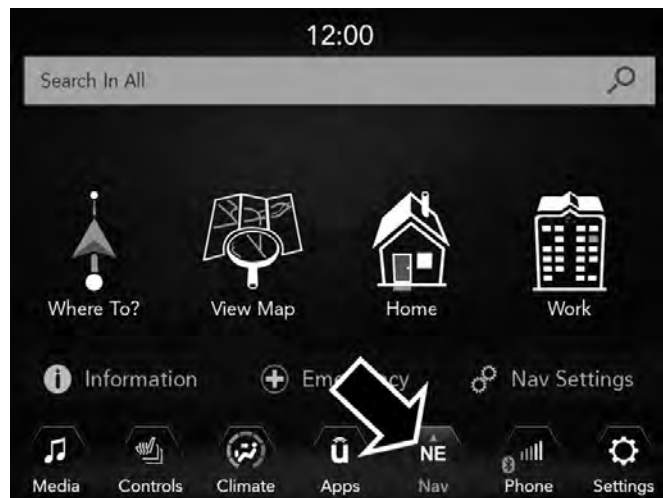 12:00
Search In All
Where To?
View Map
Home
Work
Information
Nav Settings
NE
Media
Controls
Climate
Apps
Nav
Phone
Settings